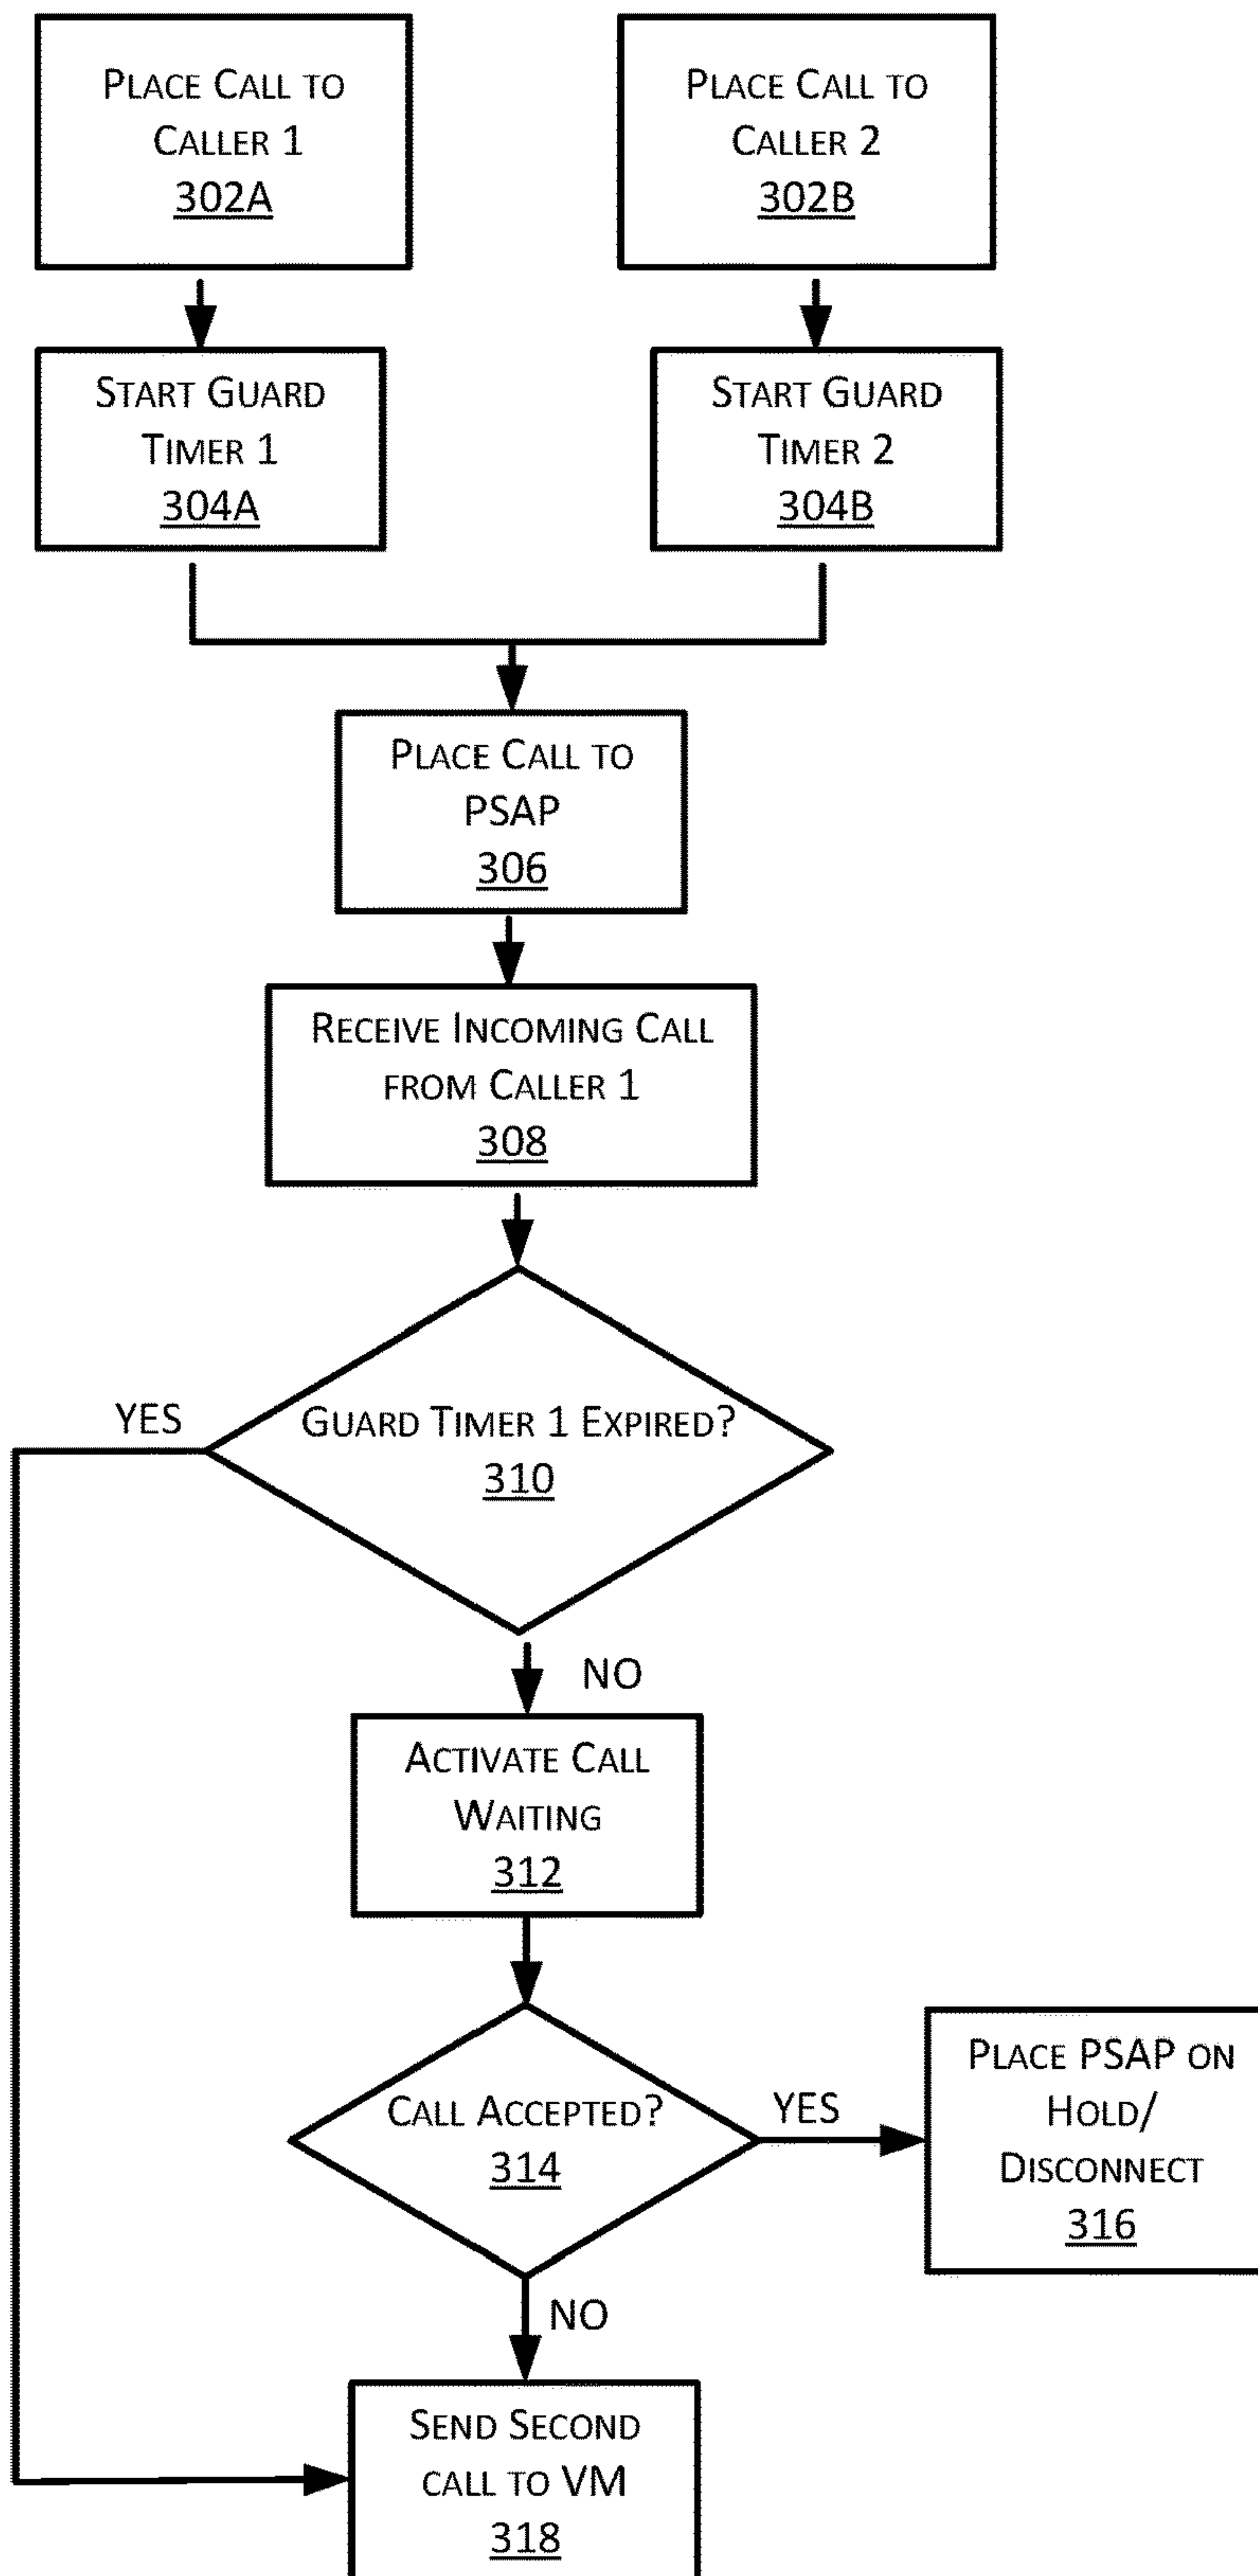 PLACE CALL TO
CALLER 1
302A
PLACE CALL TO
CALLER 2
302B
START GUARD
TIMER 1
304A
START GUARD
TIMER 2
304B
PLACE CALL TO
PSAP
306
RECEIVE INCOMING CALL
FROM CALLER 1
308
YES
GUARD TIMER 1 EXPIRED?
310
NO
ACTIVATE CALL
WAITING
312
CALL ACCEPTED?
314
YES
PLACE PSAP ON
HOLD/
DISCONNECT
316
NO
SEND SECOND
CALL TO VM
318